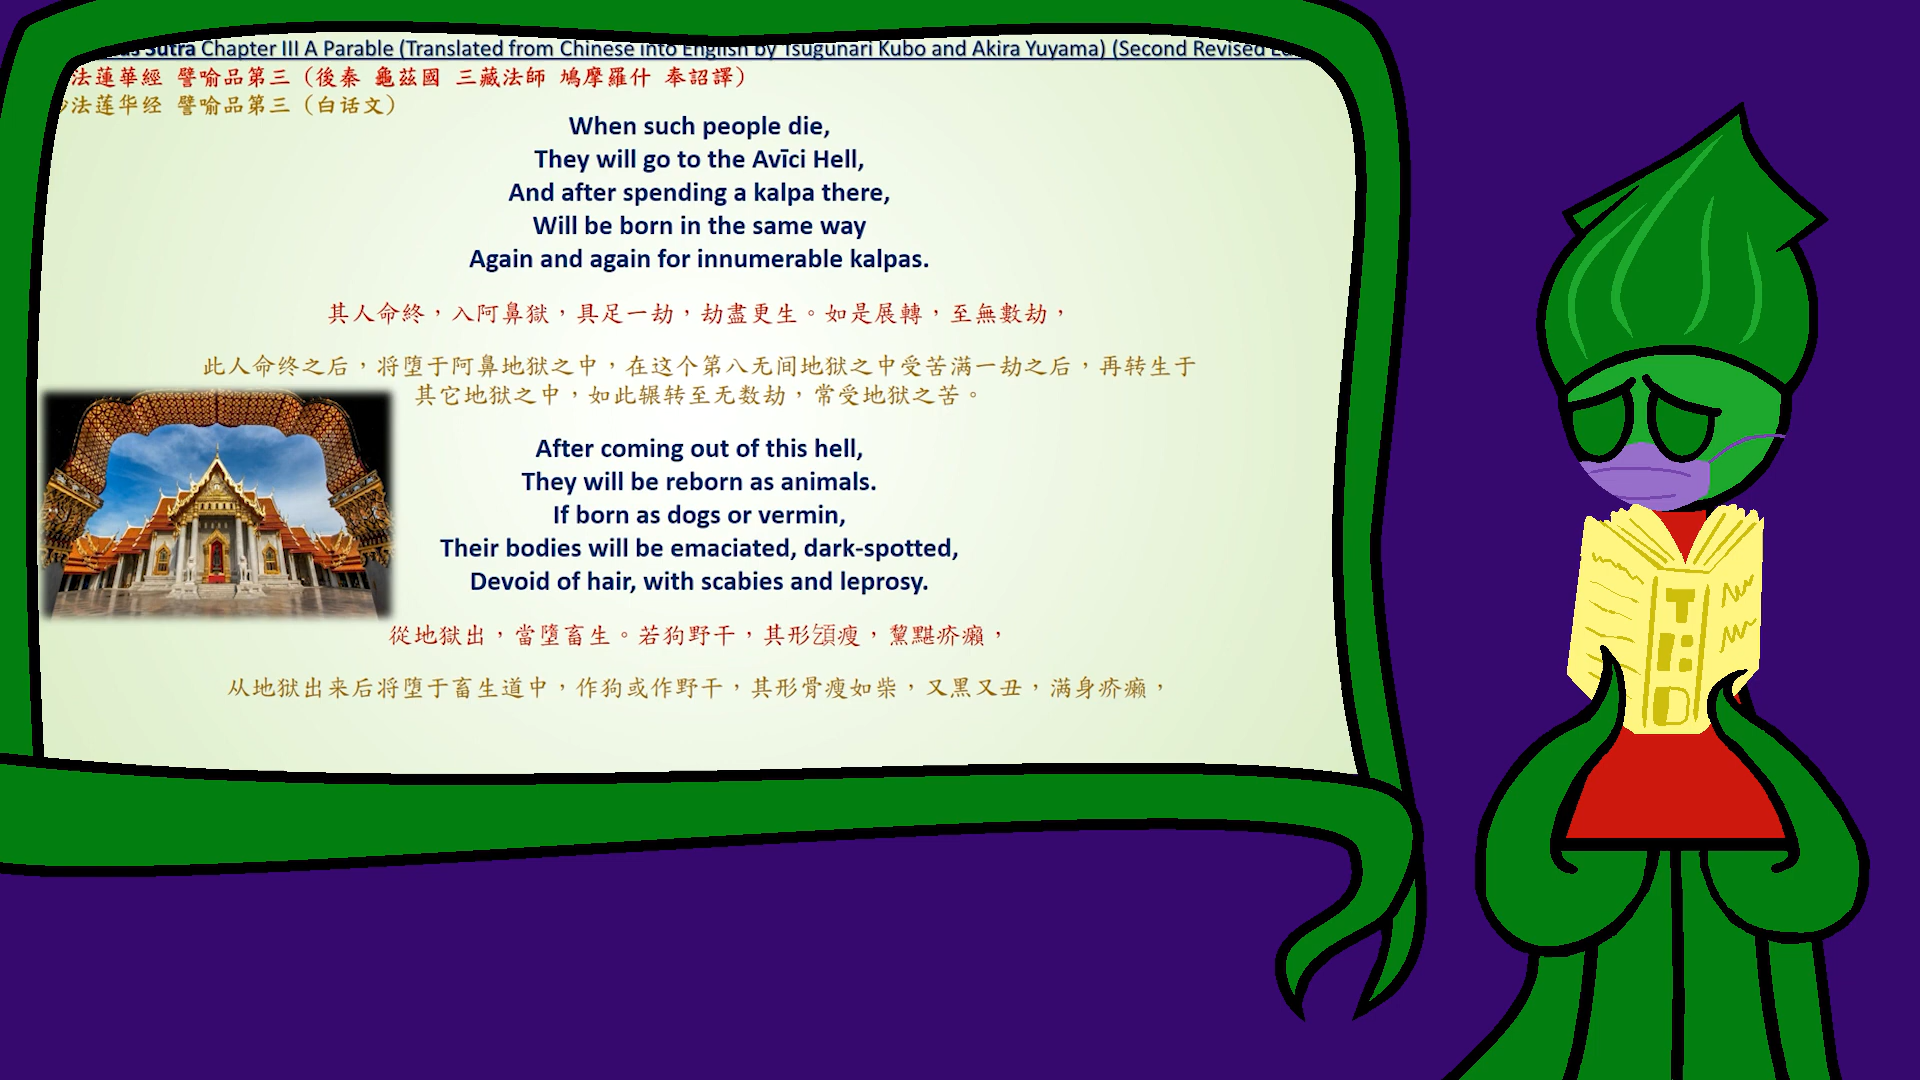 Sutra Chapter III A Parable (Translated from Chinese into English by Tsugunari Kubo and Akira Yuyama) (Second Revised
法蓮華經 譬喻品第三（後秦 龜茲國 三藏法師 鳩摩羅什 奉詔譯）
法莲华经 譬喻品第三（白话文）
When such people die,
They will go to the Avīci Hell,
And after spending a kalpa there,
Will be born in the same way
Again and again for innumerable kalpas.
其人命終，入阿鼻獄，具足一劫，劫盡更生。如是展轉，至無數劫，
此人命终之后，将堕于阿鼻地狱之中，在这个第八无间地狱之中受苦满一劫之后，再转生于
其它地狱之中，如此辗转至无数劫，常受地狱之苦。
After coming out of this hell,
They will be reborn as animals.
If born as dogs or vermin,
Their bodies will be emaciated, dark-spotted,
Devoid of hair, with scabies and leprosy.
從地獄出，當墮畜生。若狗野干，其形頟瘦，黧黮疥癩，
从地狱出来后将堕于畜生道中，作狗或作野干，其形骨瘦如柴，又黑又丑，满身疥癞，